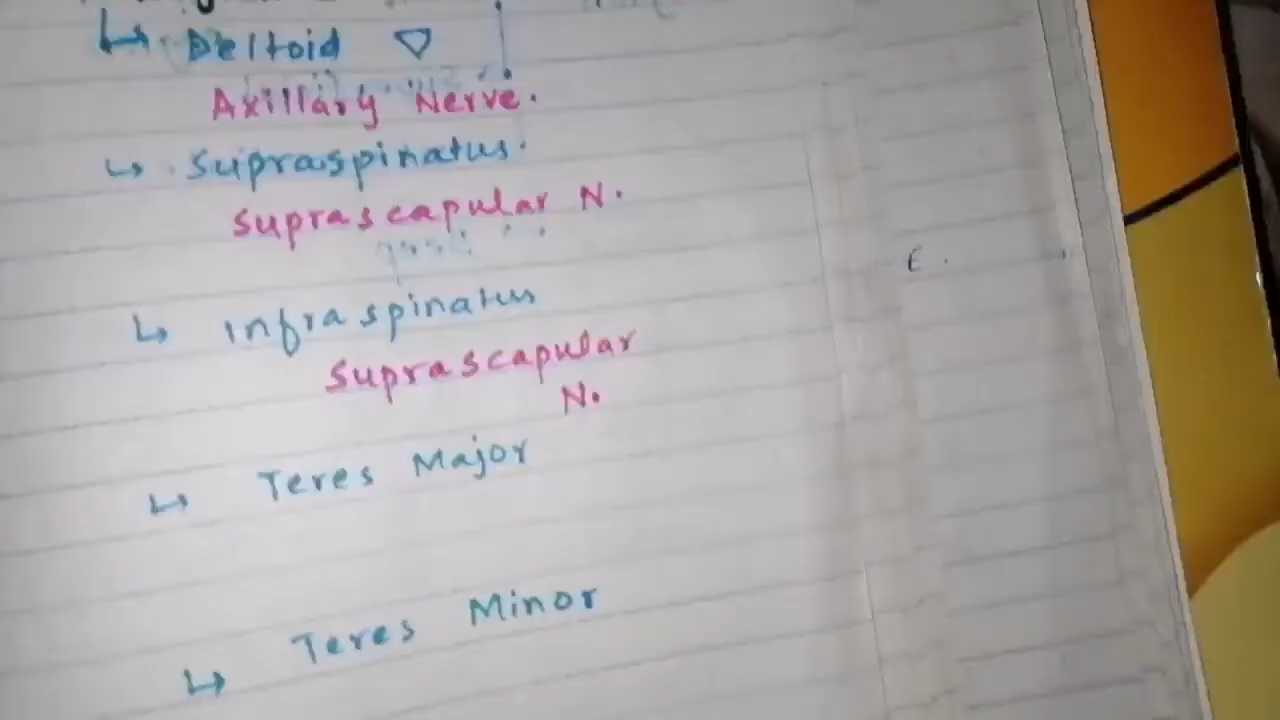 ↳ Deltoid ▽
Axillary Nerve.
↳ Supraspinatus.
Suprascapular N.
↳ Infraspinatus
Suprascapular
N.
↳ Teres Major
↳ Teres Minor
E.